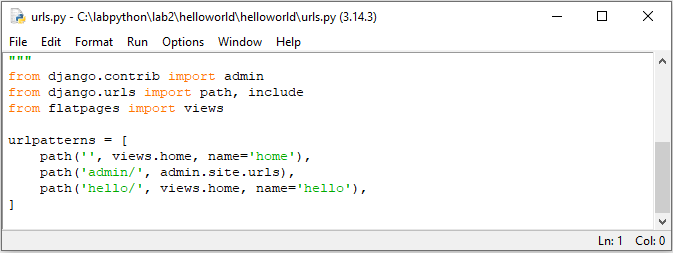 urls.py - C:\labpython\lab2\helloworld\helloworld\urls.py (3.14.3)
File Edit Format Run Options Window Help
"""
from django.contrib import admin
from django.urls import path, include
from flatpages import views

urlpatterns = [
    path('', views.home, name='home'),
    path('admin/', admin.site.urls),
    path('hello/', views.home, name='hello'),
]
Ln: 1 Col: 0